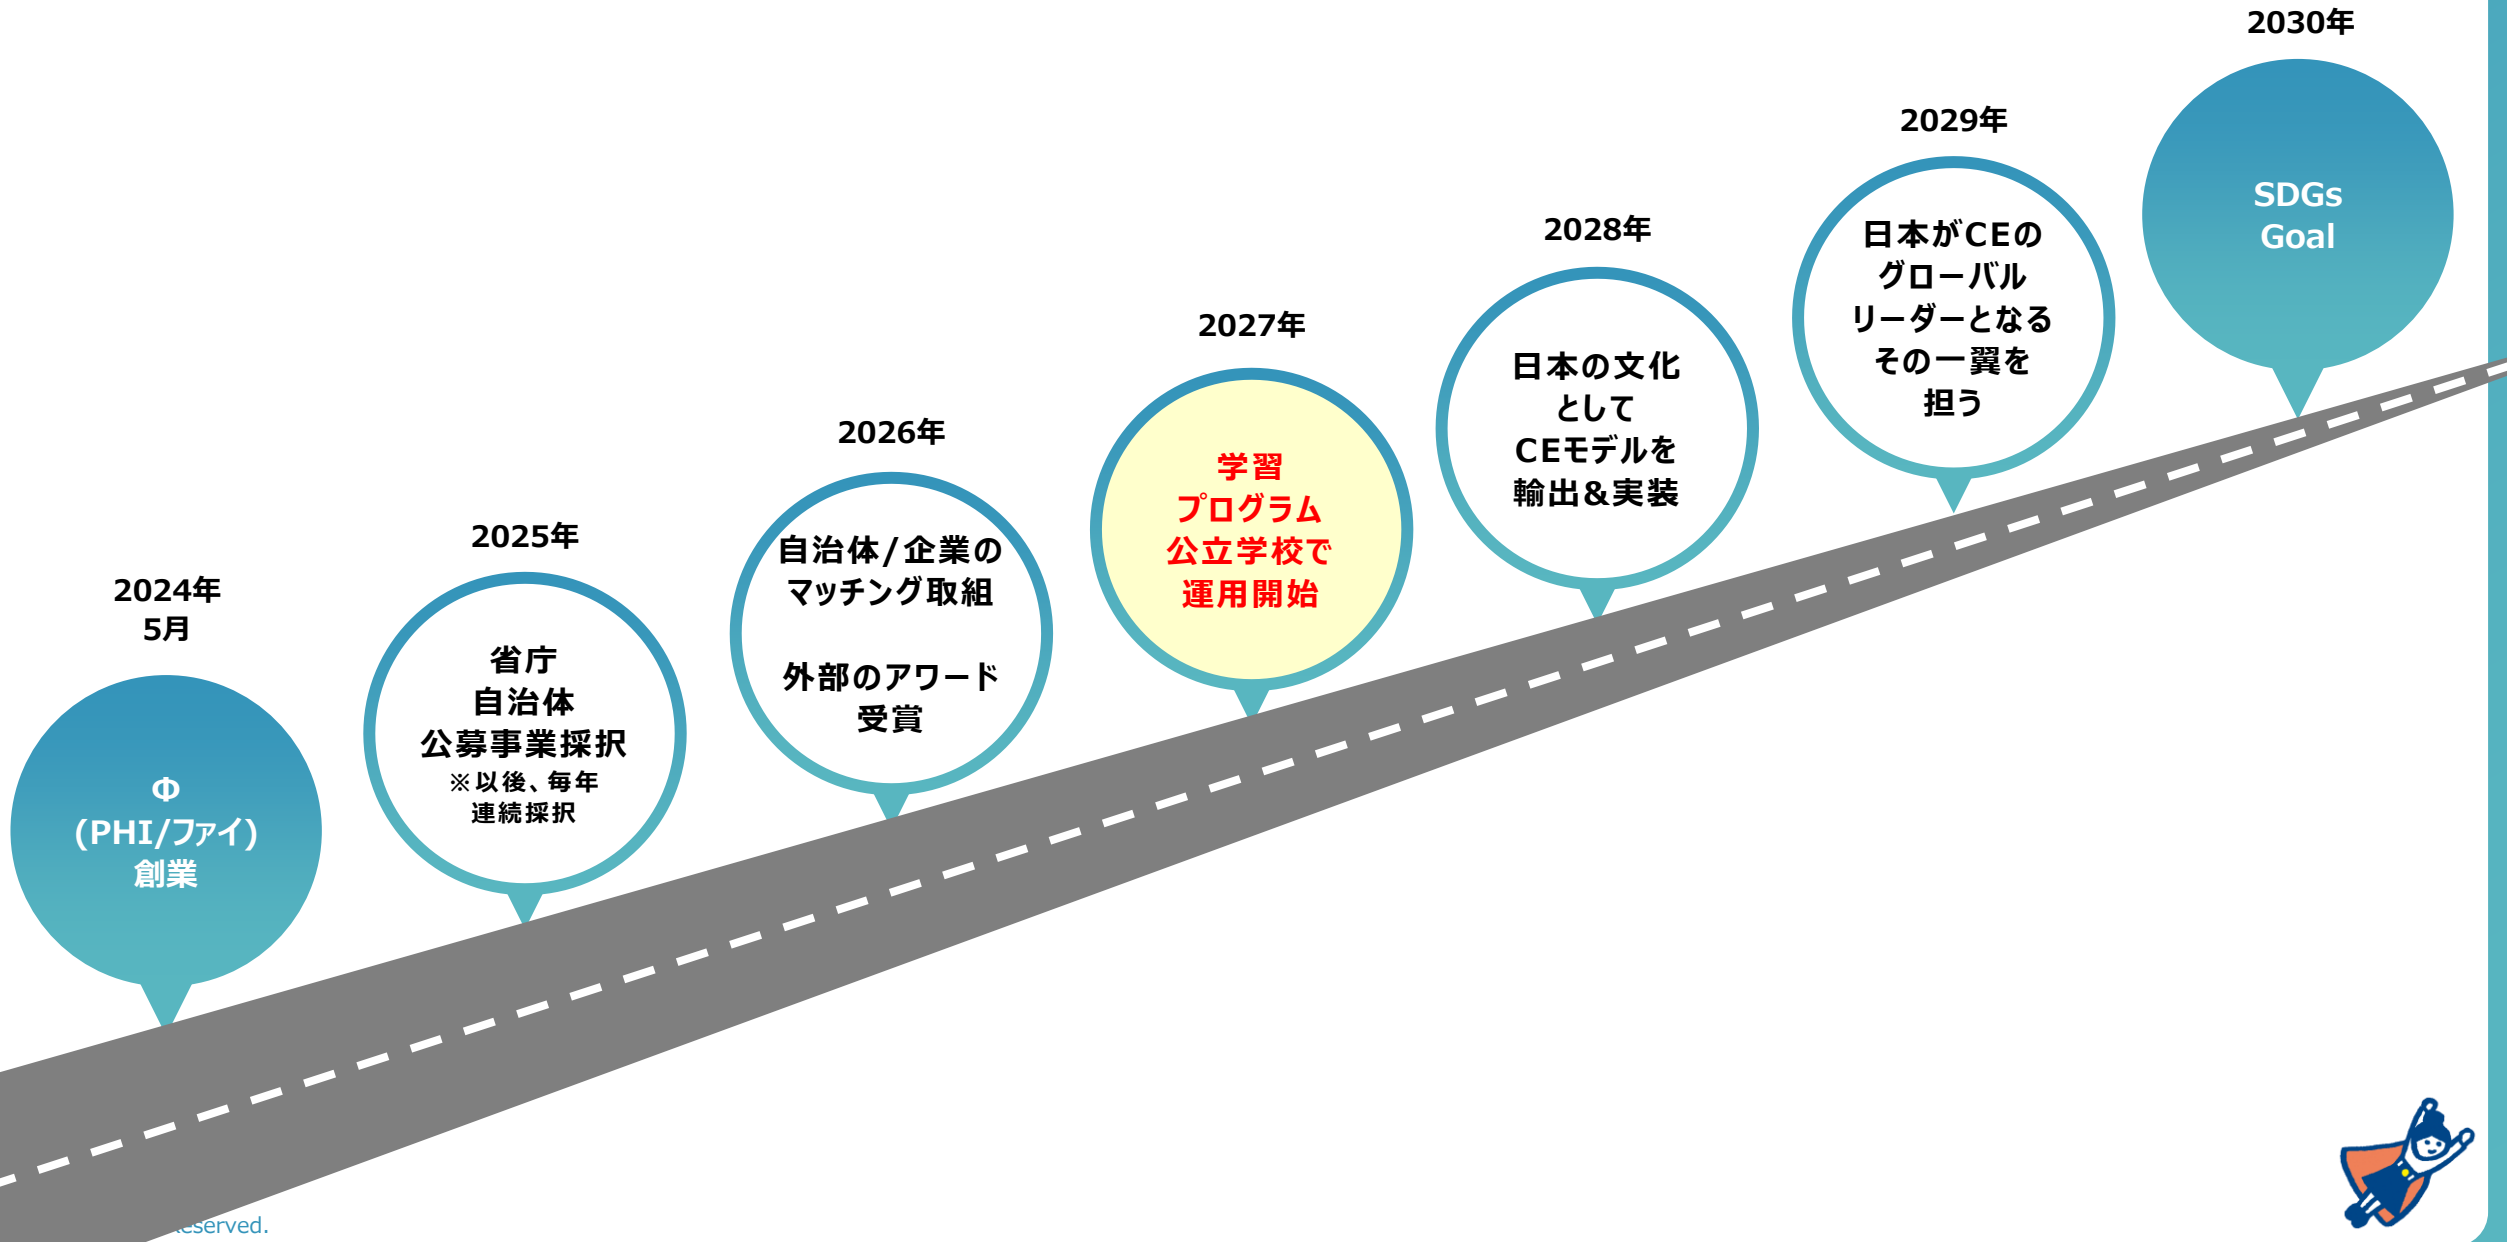 2024年
5月
Φ
(PHI/ファイ)
創業
2025年
省庁
自治体
公募事業採択
※以後、毎年
連続採択
2026年
自治体/企業の
マッチング取組
外部のアワード
受賞
2027年
学習
プログラム
公立学校で
運用開始
2028年
日本の文化
として
CEモデルを
輸出&実装
2029年
日本がCEの
グローバル
リーダーとなる
その一翼を
担う
2030年
SDGs
Goal